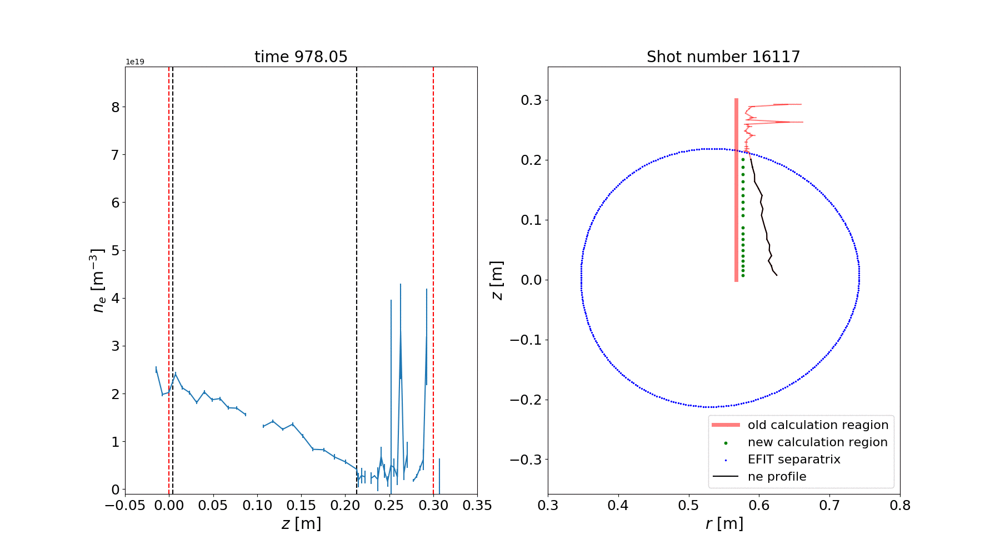 time 978.05
1e19
8
7
6
5
4
3
2
1
0
n_e [m⁻³]
−0.05 0.00 0.05 0.10 0.15 0.20 0.25 0.30 0.35
z [m]
Shot number 16117
0.3
0.2
0.1
0.0
−0.1
−0.2
−0.3
z [m]
old calculation reagion
new calculation region
EFIT separatrix
ne profile
0.3 0.4 0.5 0.6 0.7 0.8
r [m]